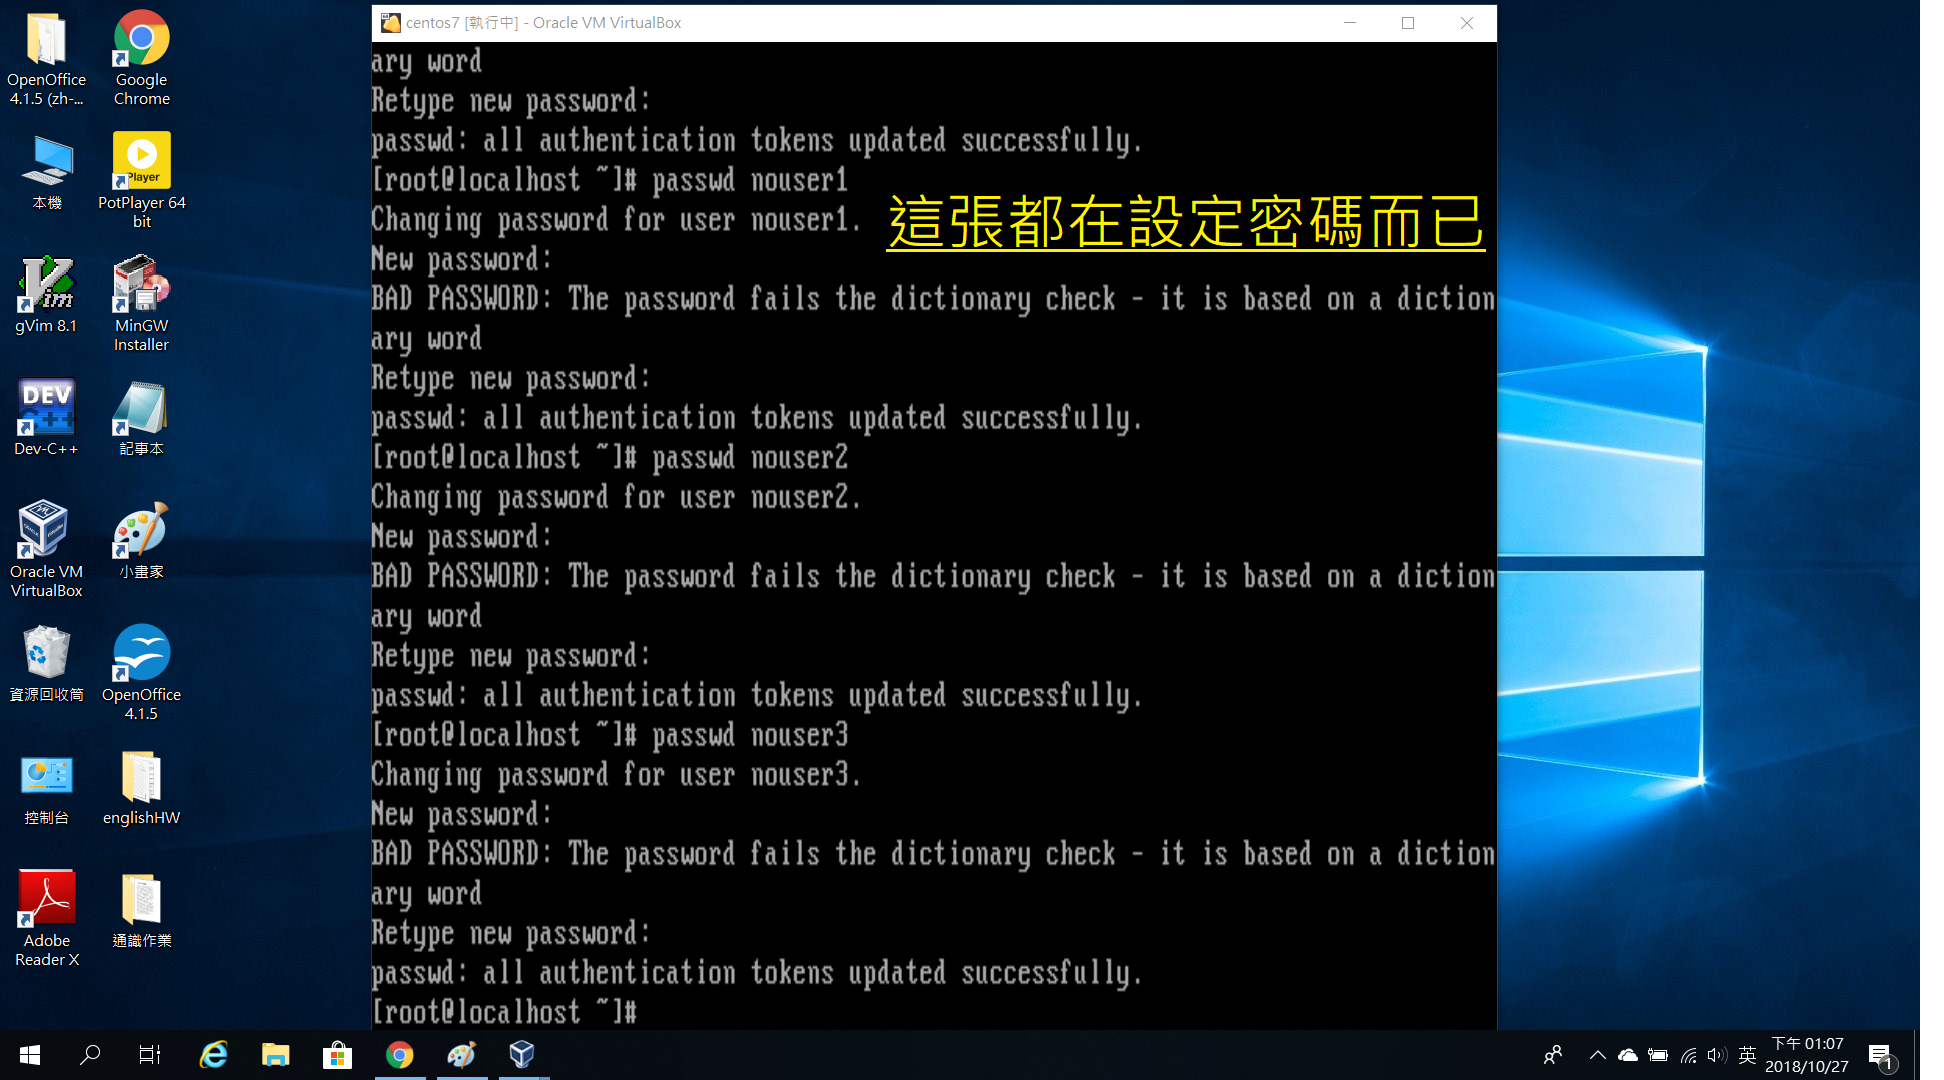 centos7 [執行中] - Oracle VM VirtualBox
ary word
Retype new password:
passwd: all authentication tokens updated successfully.
[root@localhost ~]# passwd nouser1
Changing password for user nouser1.
這張都在設定密碼而已
New password:
BAD PASSWORD: The password fails the dictionary check - it is based on a diction
ary word
Retype new password:
passwd: all authentication tokens updated successfully.
[root@localhost ~]# passwd nouser2
Changing password for user nouser2.
New password:
BAD PASSWORD: The password fails the dictionary check - it is based on a diction
ary word
Retype new password:
passwd: all authentication tokens updated successfully.
[root@localhost ~]# passwd nouser3
Changing password for user nouser3.
New password:
BAD PASSWORD: The password fails the dictionary check - it is based on a diction
ary word
Retype new password:
passwd: all authentication tokens updated successfully.
[root@localhost ~]#
OpenOffice
4.1.5 (zh-...
Google
Chrome
本機
Player
PotPlayer 64
bit
Vim
gVim 8.1
MinGW
Installer
DEV
C++
Dev-C++
記事本
Oracle VM
VirtualBox
小畫家
資源回收筒
OpenOffice
4.1.5
控制台
englishHW
Adobe
Reader X
通識作業
英
下午 01:07
2018/10/27
1